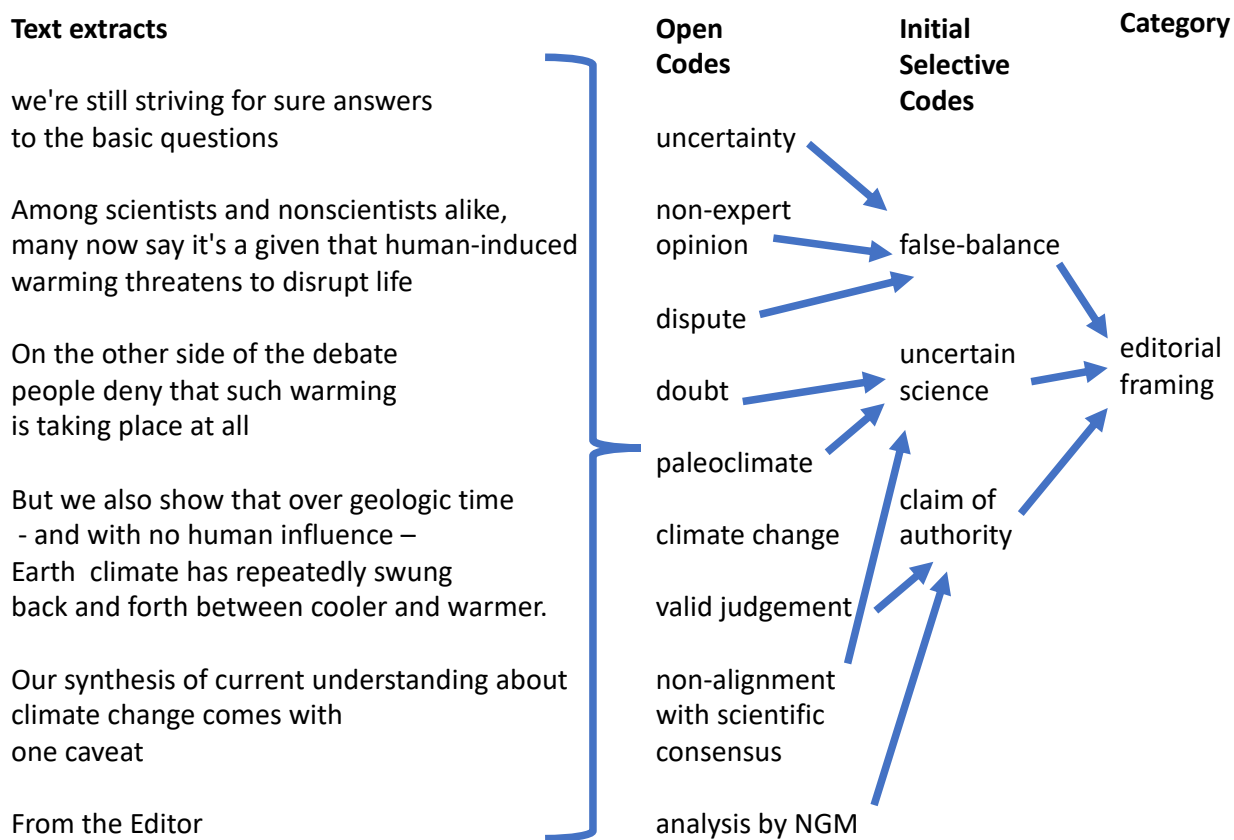 Text extracts
we're still striving for sure answers
to the basic questions
Among scientists and nonscientists alike,
many now say it's a given that human-induced
warming threatens to disrupt life
On the other side of the debate
people deny that such warming
is taking place at all
But we also show that over geologic time
- and with no human influence –
Earth climate has repeatedly swung
back and forth between cooler and warmer.
Our synthesis of current understanding about
climate change comes with
one caveat
From the Editor
Open
Codes
uncertainty
non-expert
opinion
dispute
doubt
paleoclimate
climate change
valid judgement
non-alignment
with scientific
consensus
analysis by NGM
Initial
Selective
Codes
false-balance
uncertain
science
claim of
authority
Category
editorial
framing